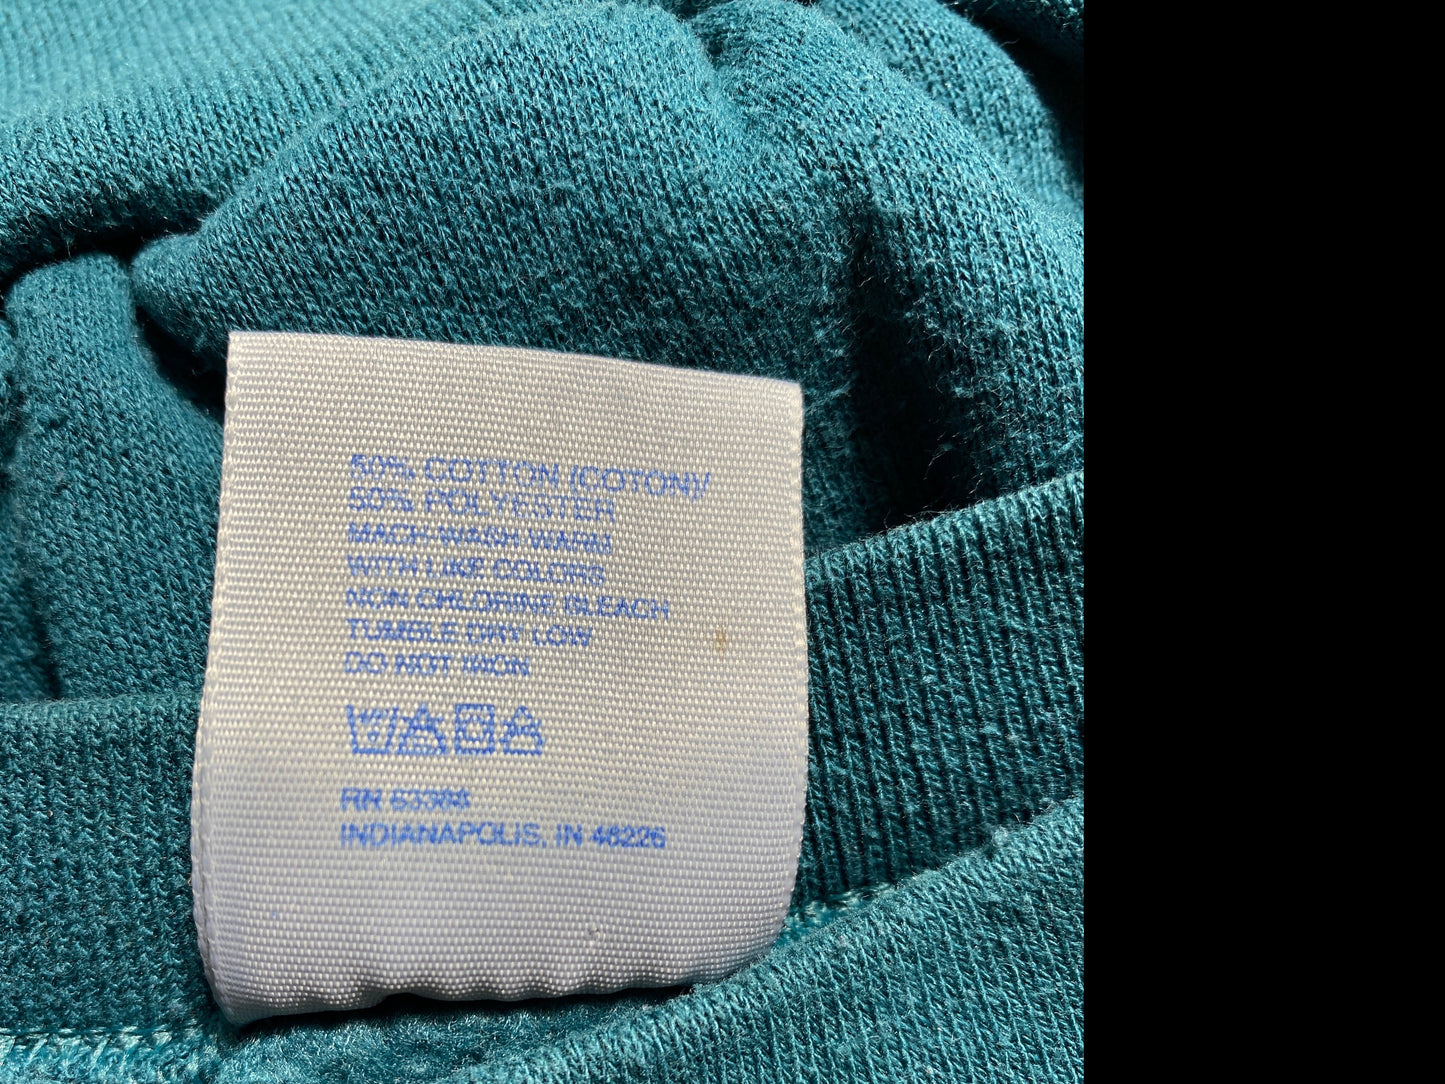 50% COTTON (COTON)/
50% POLYESTER
MACH WASH WARM
WITH LIKE COLORS
NON CHLORINE BLEACH
TUMBLE DRY LOW
DO NOT IRON
RN 63388
INDIANAPOLIS, IN 46226